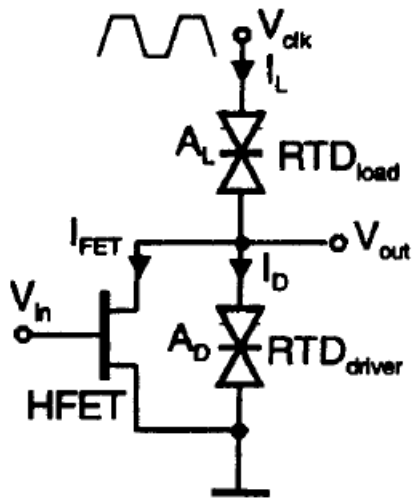 V_clk
I_L
A_L RTD_load
I_FET V_out
I_D
V_in
A_D RTD_driver
HFET